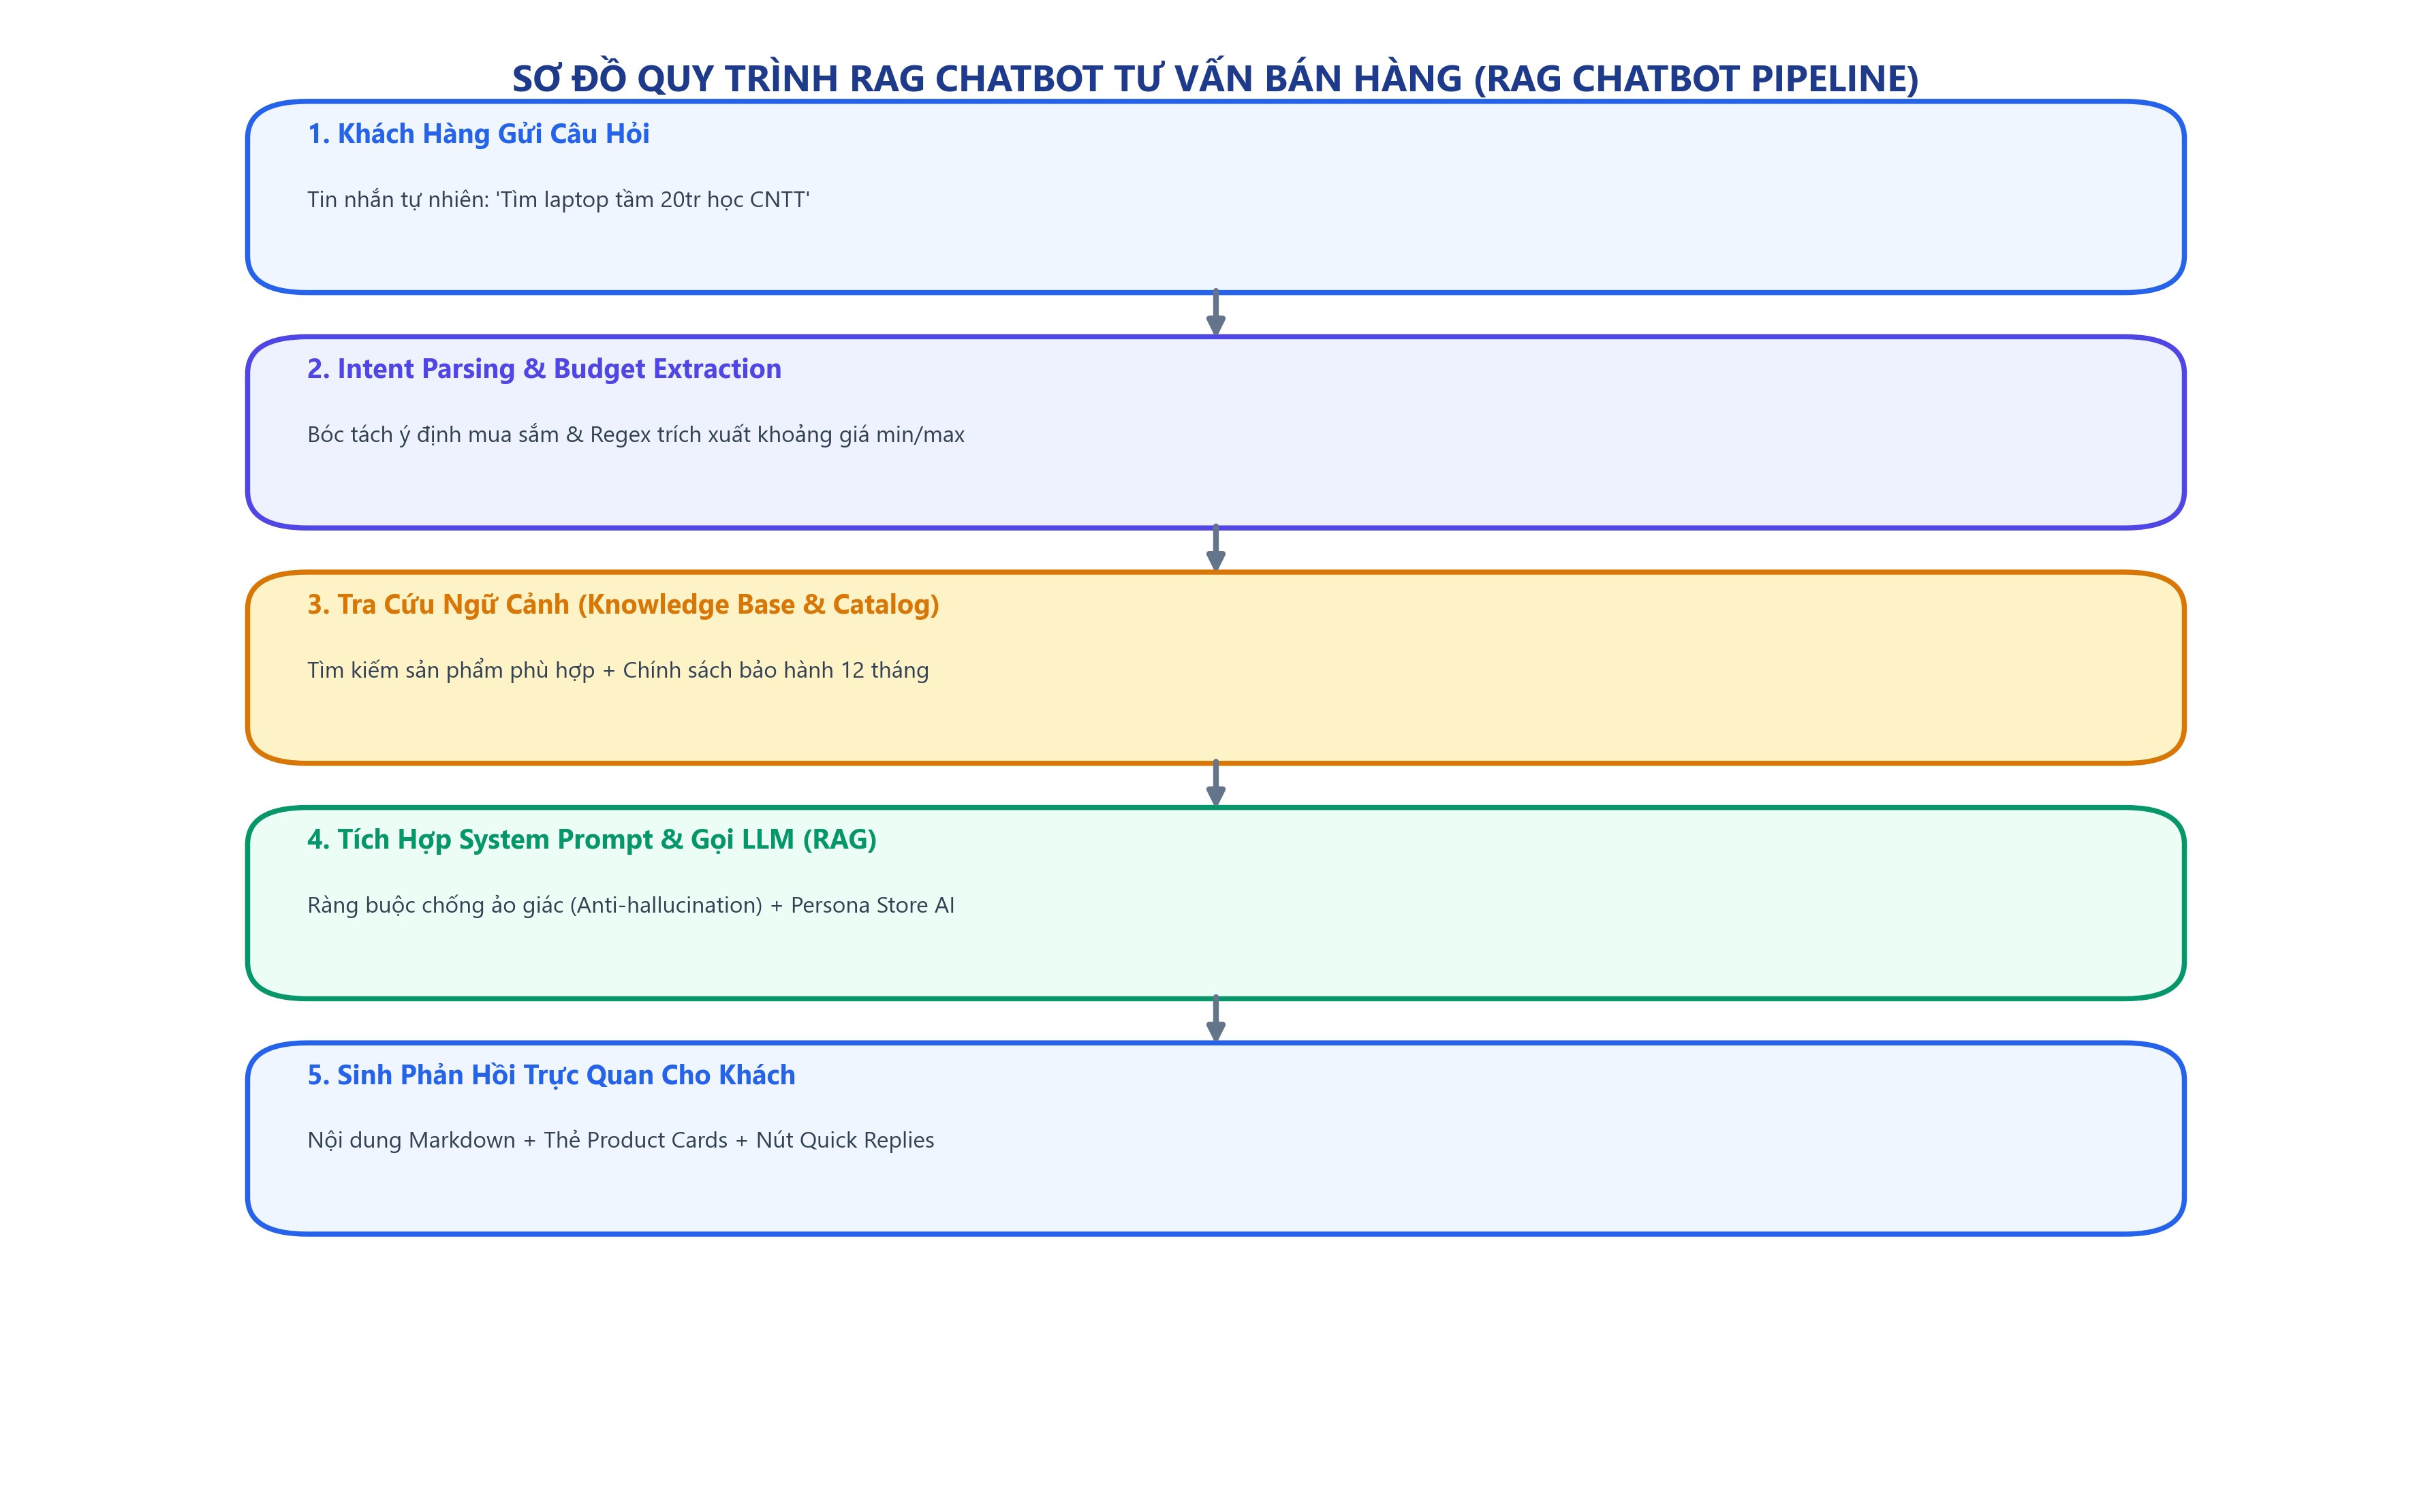 SƠ ĐỒ QUY TRÌNH RAG CHATBOT TƯ VẤN BÁN HÀNG (RAG CHATBOT PIPELINE)
1. Khách Hàng Gửi Câu Hỏi
Tin nhắn tự nhiên: 'Tìm laptop tầm 20tr học CNTT'
2. Intent Parsing & Budget Extraction
Bóc tách ý định mua sắm & Regex trích xuất khoảng giá min/max
3. Tra Cứu Ngữ Cảnh (Knowledge Base & Catalog)
Tìm kiếm sản phẩm phù hợp + Chính sách bảo hành 12 tháng
4. Tích Hợp System Prompt & Gọi LLM (RAG)
Ràng buộc chống ảo giác (Anti-hallucination) + Persona Store AI
5. Sinh Phản Hồi Trực Quan Cho Khách
Nội dung Markdown + Thẻ Product Cards + Nút Quick Replies